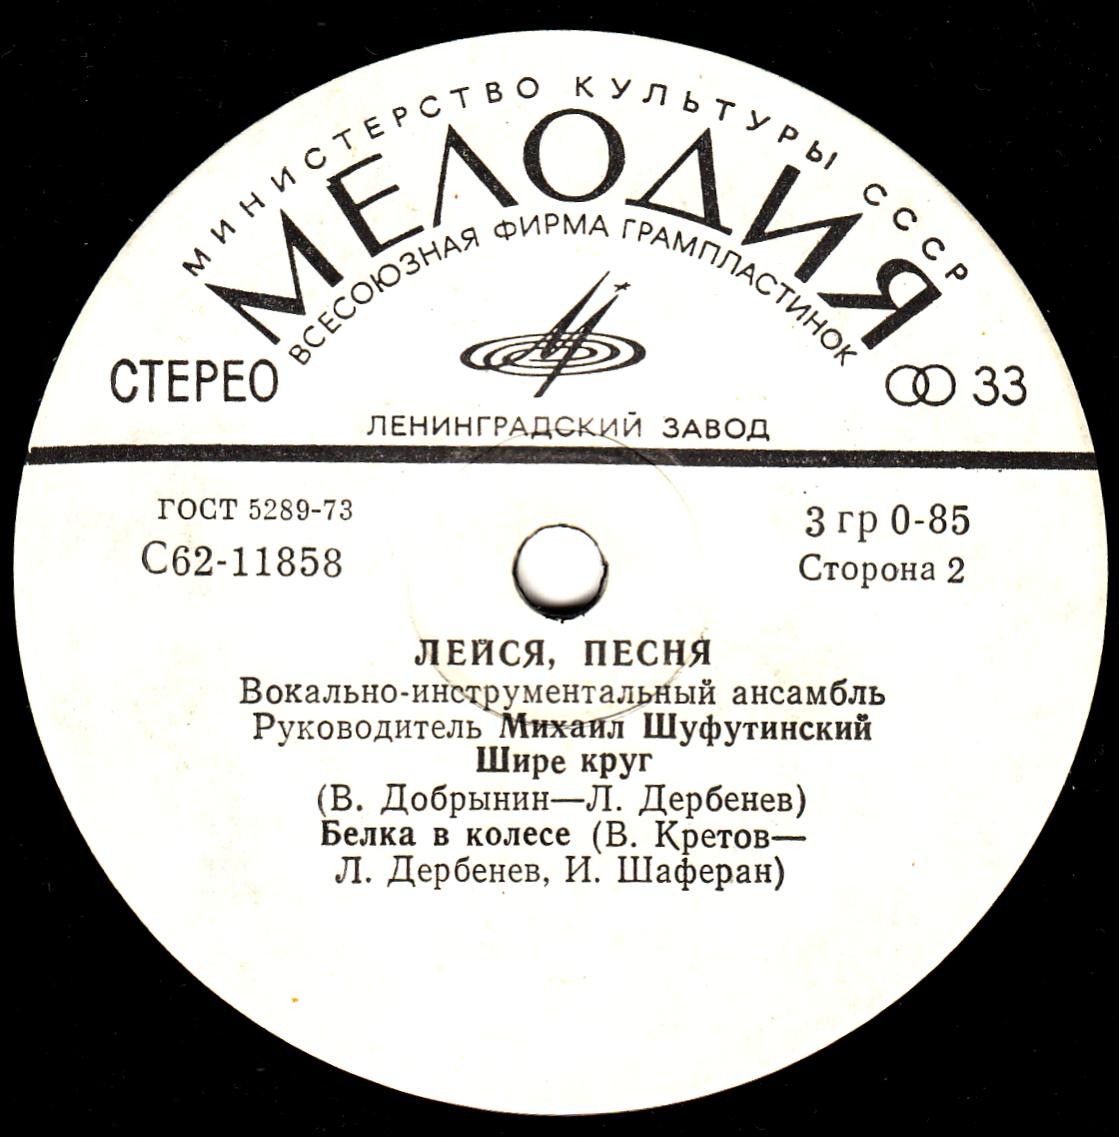 МИНИСТЕРСТВО КУЛЬТУРЫ СССР
МЕЛОДИЯ
ВСЕСОЮЗНАЯ ФИРМА ГРАМПЛАСТИНОК
СТЕРЕО
33
ЛЕНИНГРАДСКИЙ ЗАВОД
ГОСТ 5289-73
3 гр 0-85
С62-11858
Сторона 2
ЛЕЙСЯ, ПЕСНЯ
Вокально-инструментальный ансамбль
Руководитель Михаил Шуфутинский
Шире круг
(В. Добрынин—Л. Дербенев)
Белка в колесе (В. Кретов—
Л. Дербенев, И. Шаферан)